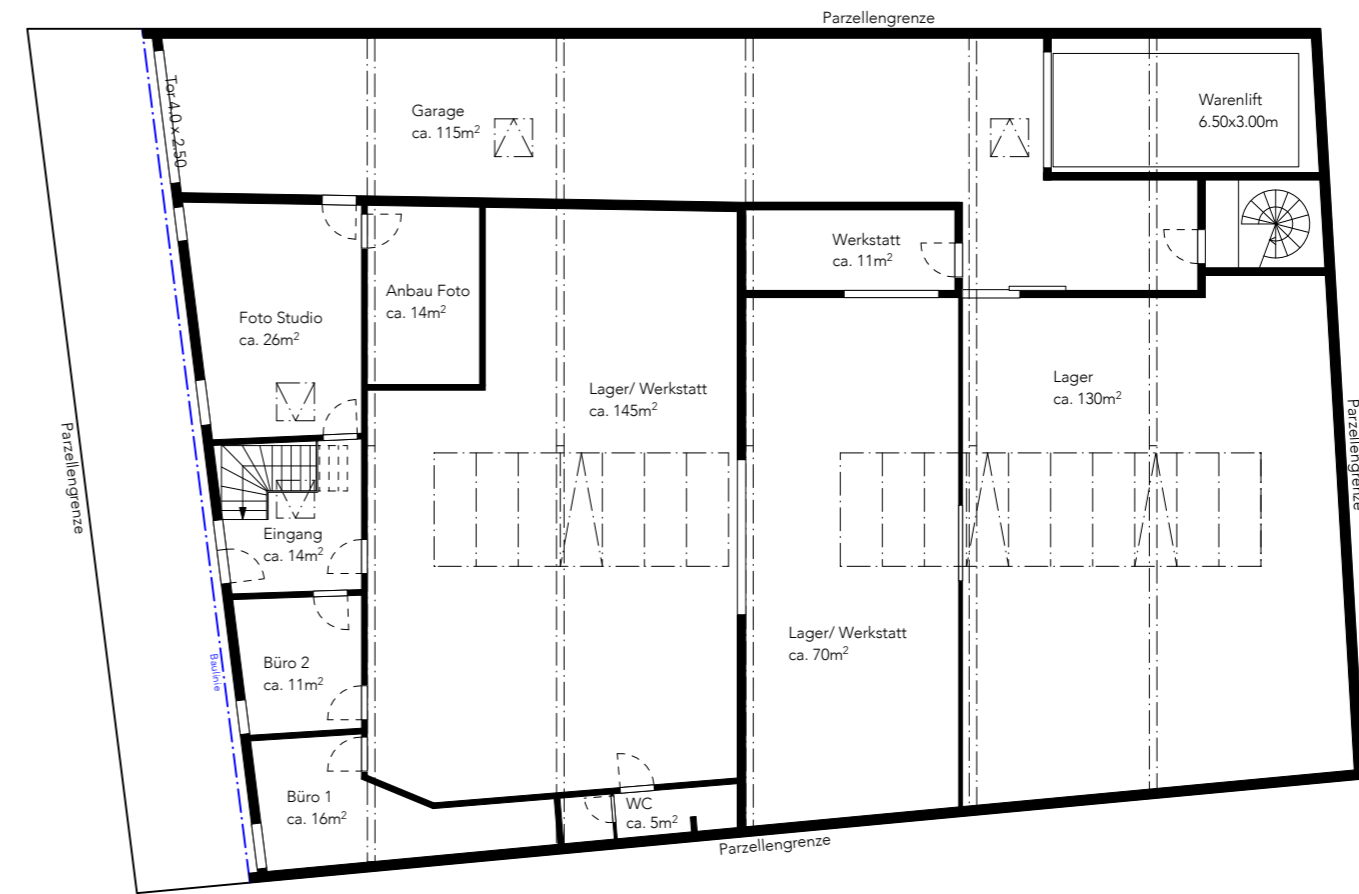 Parzellengrenze
Tor 4.0 x 2.50
Garage
ca. 115m²
Warenlift
6.50x3.00m
Werkstatt
ca. 11m²
Anbau Foto
ca. 14m²
Foto Studio
ca. 26m²
Lager/ Werkstatt
ca. 145m²
Lager
ca. 130m²
Parzellengrenze
Parzellengrenze
Eingang
ca. 14m²
Lager/ Werkstatt
ca. 70m²
Büro 2
ca. 11m²
Baulinie
Büro 1
ca. 16m²
WC
ca. 5m²
Parzellengrenze